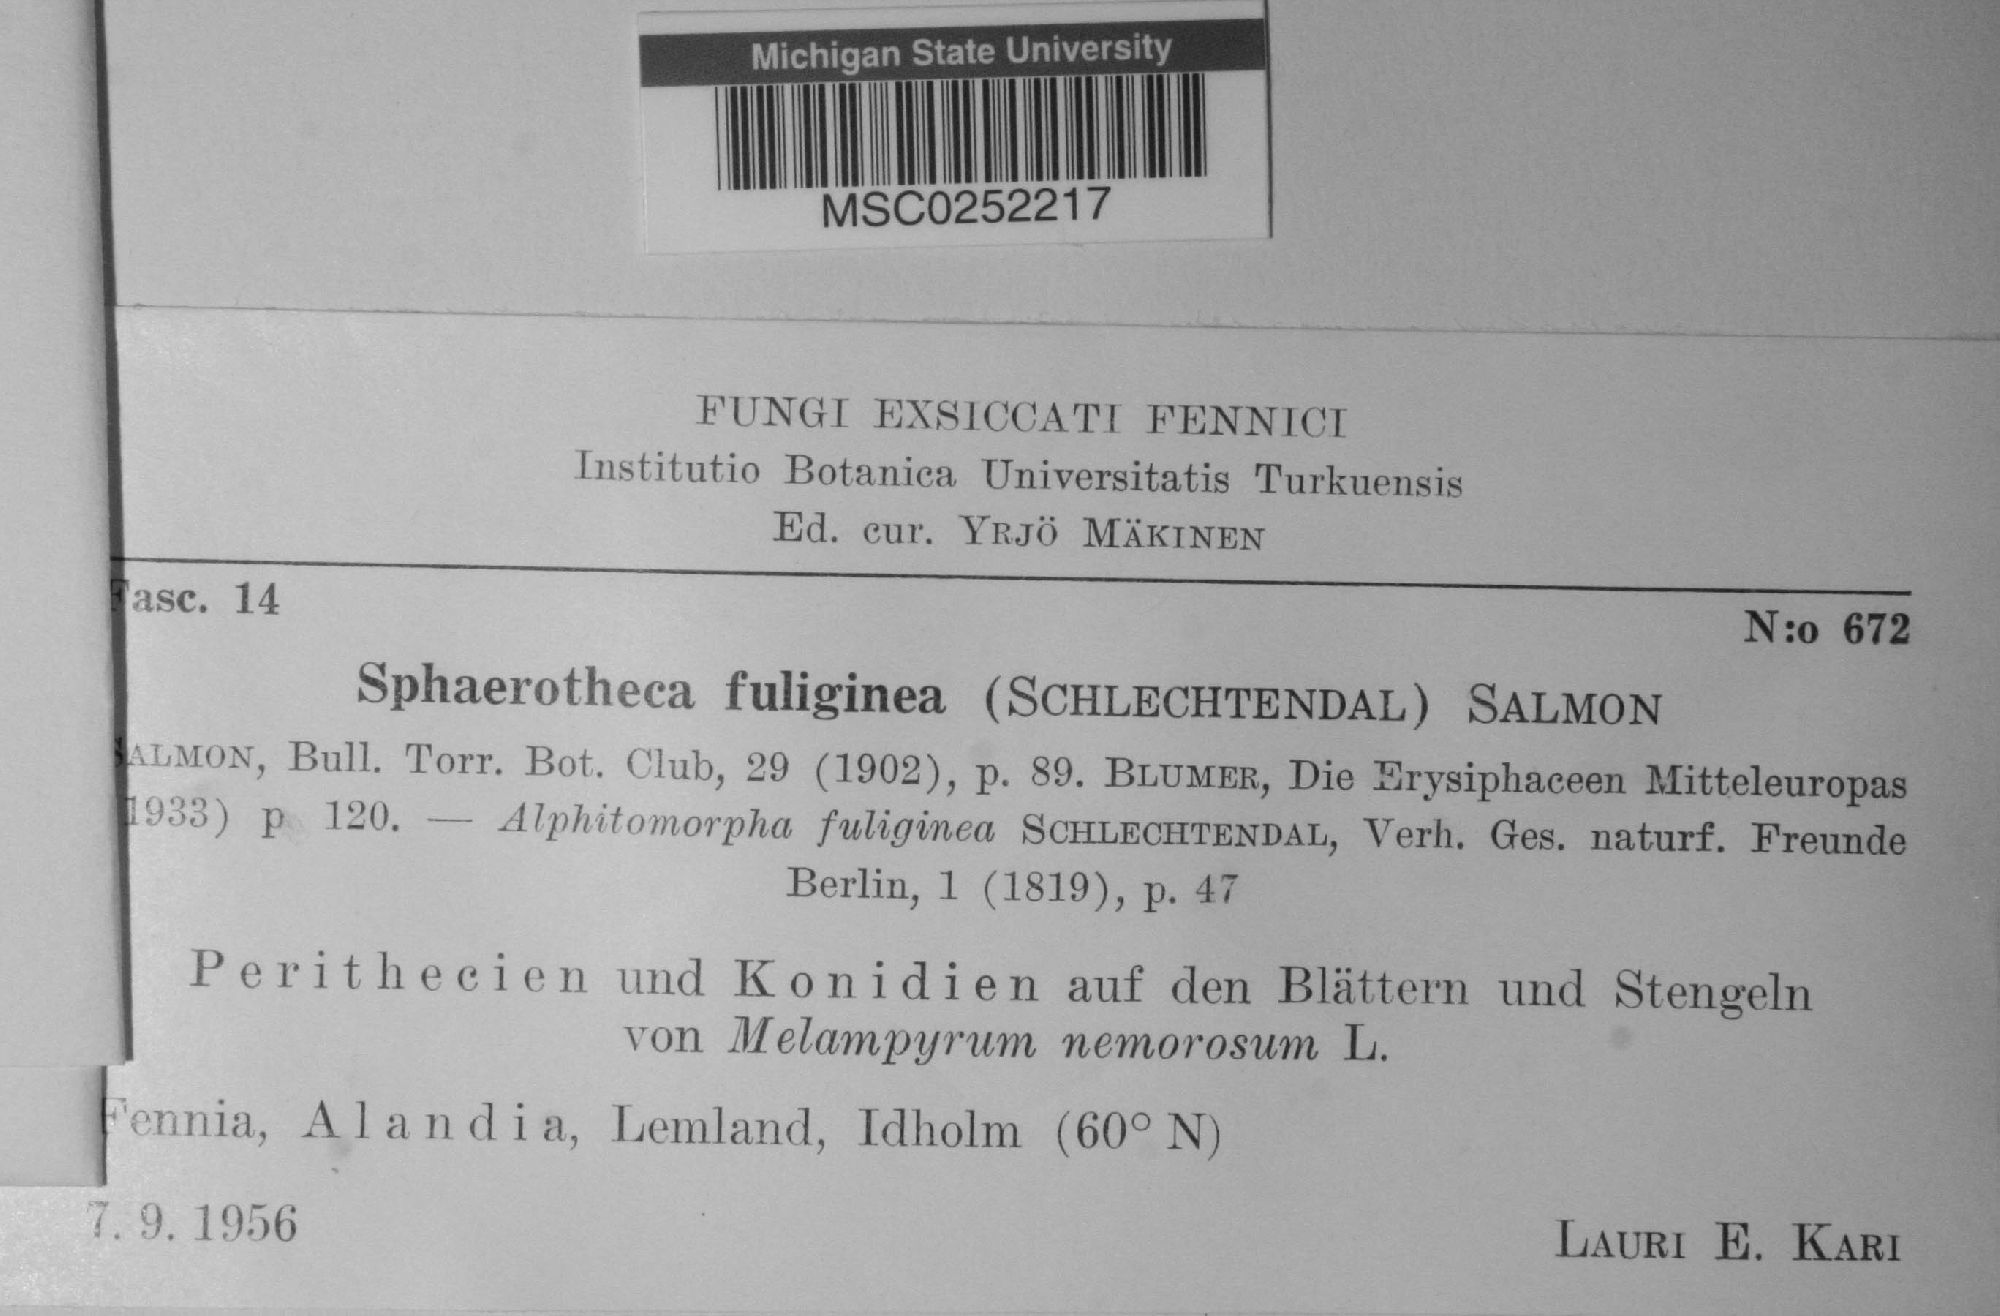 Michigan State University
MSC0252217
FUNGI EXSICCATI FENNICI
Institutio Botanica Universitatis Turkuensis
Ed. cur. YRJÖ MÄKINEN
Fasc. 14
N:o 672
Sphaerotheca fuliginea (SCHLECHTENDAL) SALMON
SALMON, Bull. Torr. Bot. Club, 29 (1902), p. 89. BLUMER, Die Erysiphaceen Mitteleuropas
1933) p 120. — Alphitomorpha fuliginea SCHLECHTENDAL, Verh. Ges. naturf. Freunde
Berlin, 1 (1819), p. 47
Perithecien und Konidien auf den Blättern und Stengeln
von Melampyrum nemorosum L.
Fennia, Alandia, Lemland, Idholm (60° N)
7. 9. 1956
LAURI E. KARI